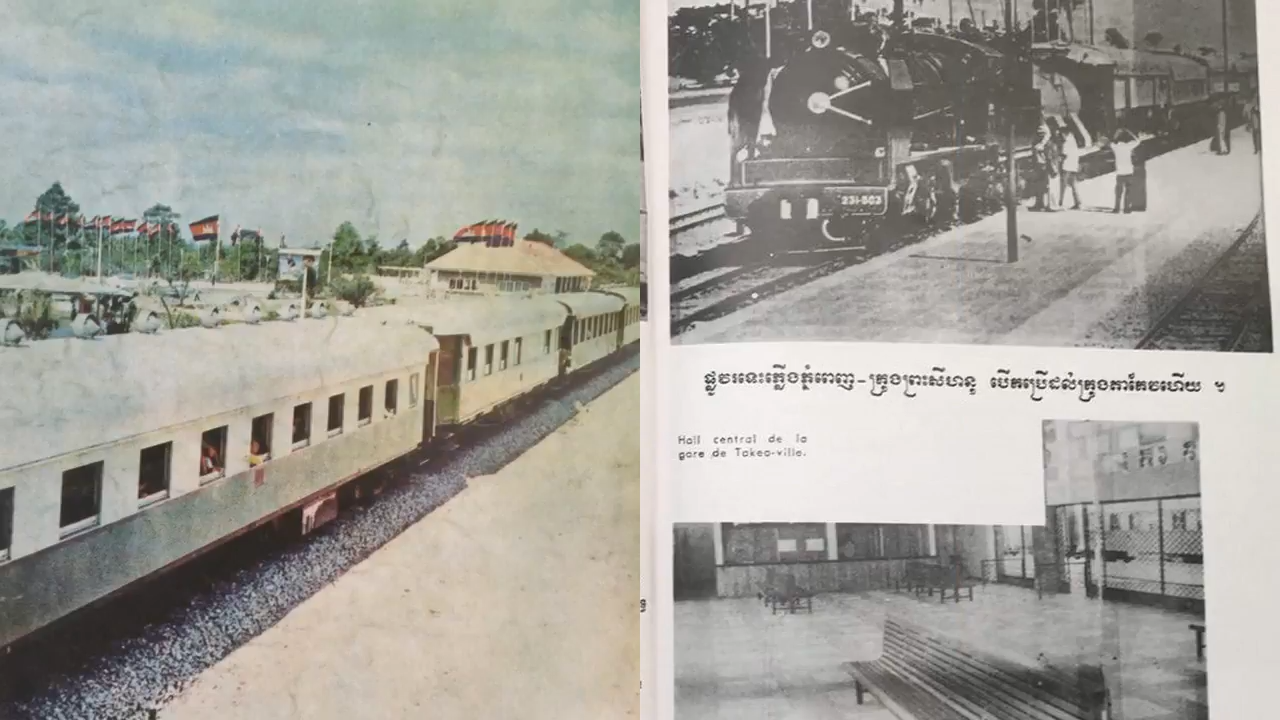 231-503
ផ្លូវរទេះភ្លើងភ្នំពេញ-ក្រុងព្រះសីហនុ បើកប្រើដល់ក្រុងតាកែវហើយ ។
Hall central de la
gare de Takeo-ville.